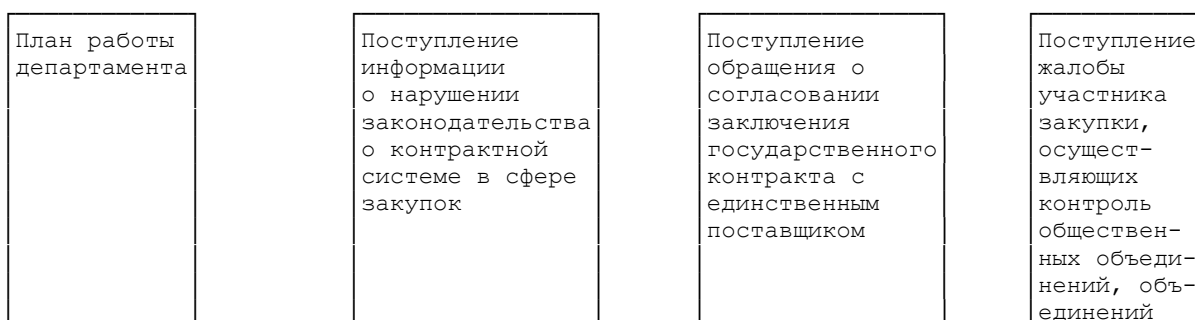 План работы
департамента
Поступление
информации
о нарушении
законодательства
о контрактной
системе в сфере
закупок
Поступление
обращения о
согласовании
заключения
государственного
контракта с
единственным
поставщиком
Поступление
жалобы
участника
закупки,
осущест-
вляющих
контроль
обществен-
ных объеди-
нений, объ-
единений